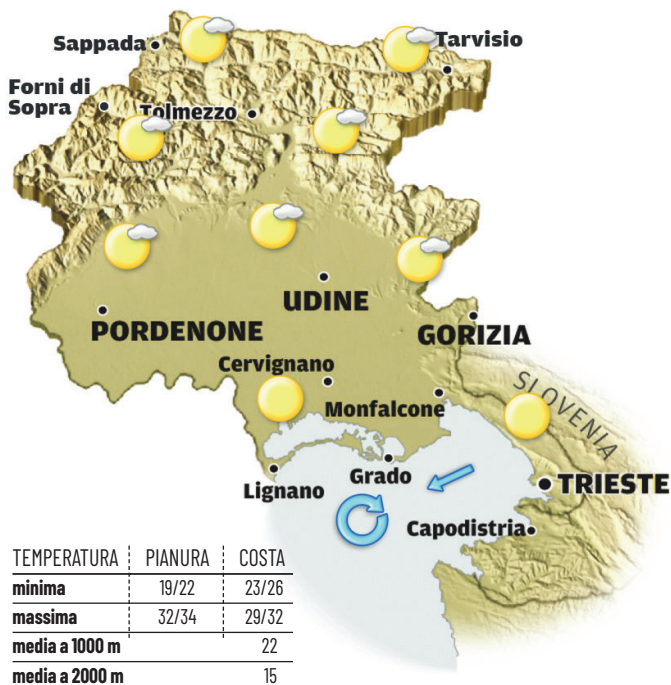 Sappada
Tarvisio
Forni di
Sopra
Tolmezzo
UDINE
PORDENONE
GORIZIA
Cervignano
SLOVENIA
Monfalcone
Grado
Lignano
TRIESTE
Capodistria
TEMPERATURA PIANURA COSTA
minima 19/22 23/26
massima 32/34 29/32
media a 1000 m 22
media a 2000 m 15